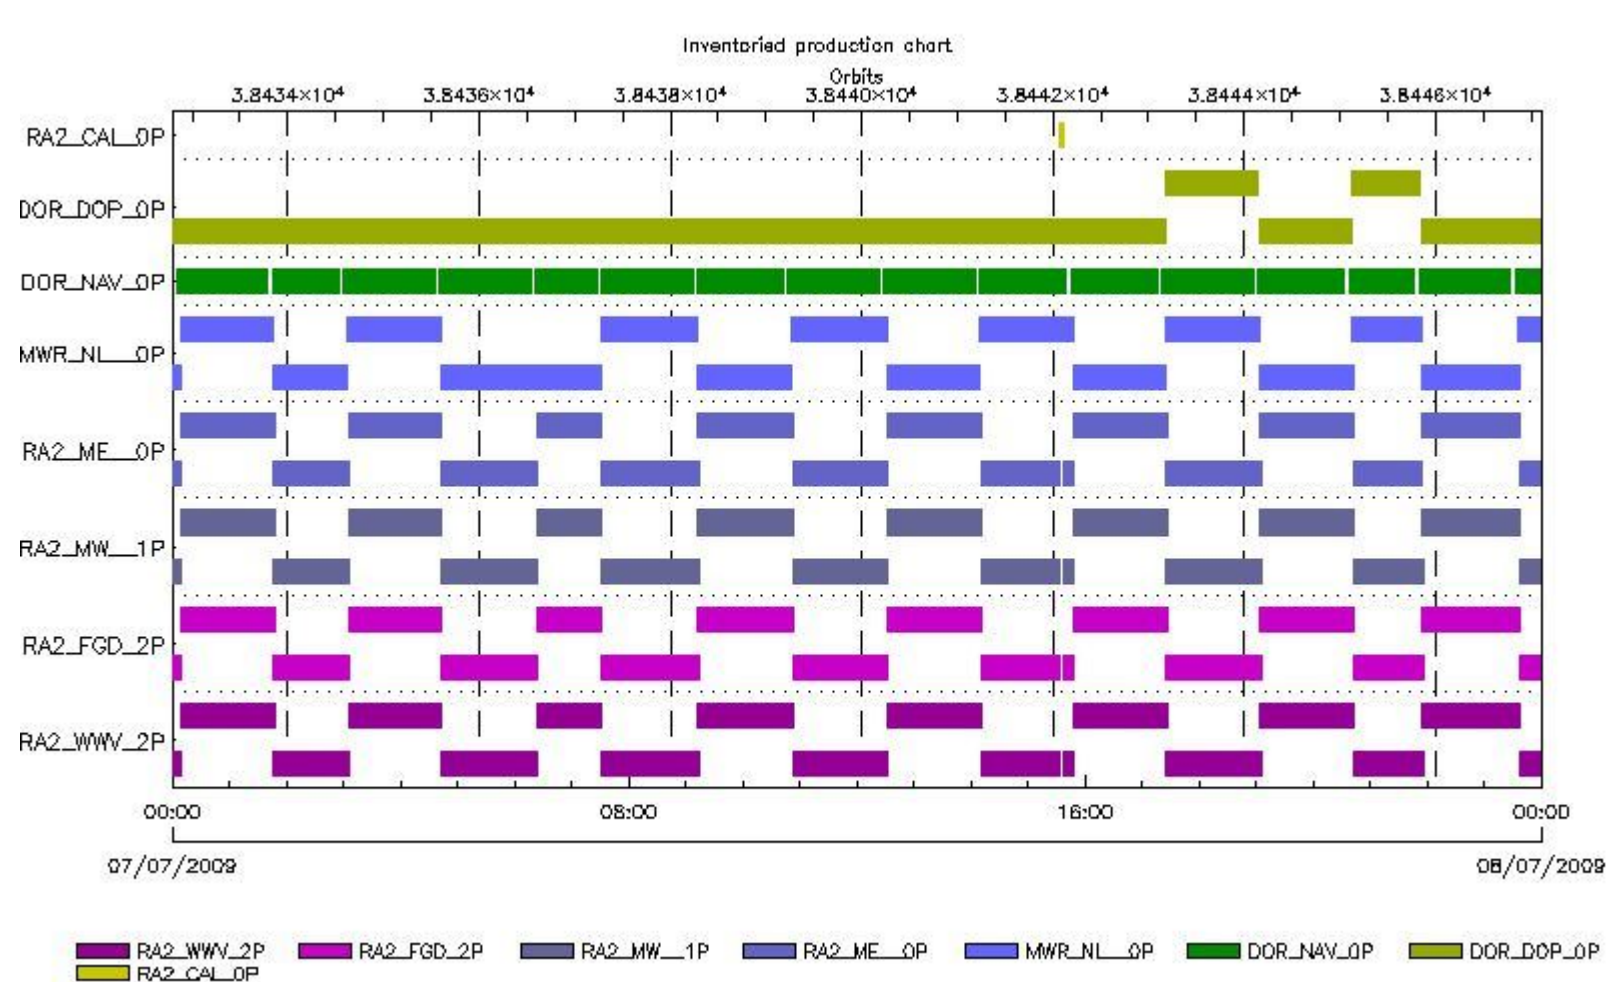 Inventoried production chart
Orbits
3.8434×10⁴ 3.8436×10⁴ 3.8438×10⁴ 3.8440×10⁴ 3.8442×10⁴ 3.8444×10⁴ 3.8446×10⁴
RA2_CAL_0P
DOR_DOP_0P
DOR_NAV_0P
MWR_NL__0P
RA2_ME__0P
RA2_MW__1P
RA2_FGD_2P
RA2_WWV_2P
00:00 08:00 16:00 00:00
07/07/2009 08/07/2009
RA2_WWV_2P RA2_FGD_2P RA2_MW__1P RA2_ME__0P MWR_NL__0P DOR_NAV_0P DOR_DOP_0P
RA2_CAL_0P